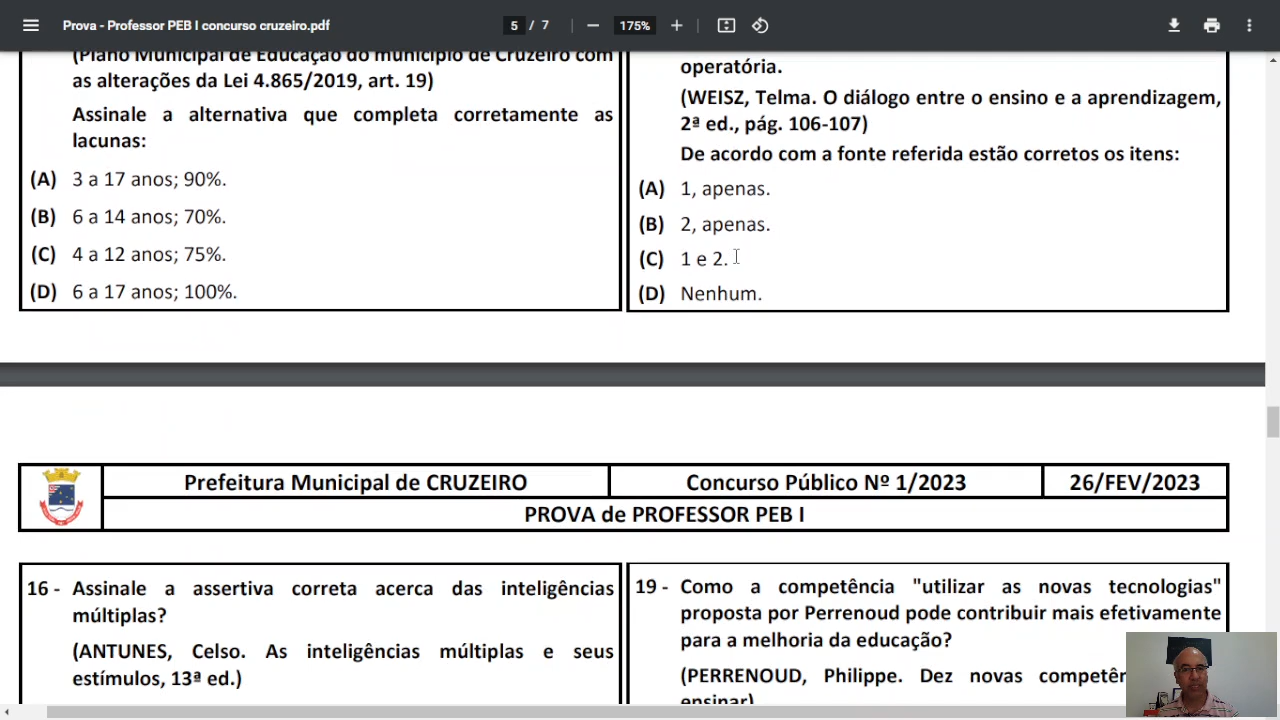 Prova - Professor PEB I concurso cruzeiro.pdf
5 / 7
175%
(Plano Municipal de Educação do município de Cruzeiro com
as alterações da Lei 4.865/2019, art. 19)
Assinale a alternativa que completa corretamente as
lacunas:
(A) 3 a 17 anos; 90%.
(B) 6 a 14 anos; 70%.
(C) 4 a 12 anos; 75%.
(D) 6 a 17 anos; 100%.
operatória.
(WEISZ, Telma. O diálogo entre o ensino e a aprendizagem,
2ª ed., pág. 106-107)
De acordo com a fonte referida estão corretos os itens:
(A) 1, apenas.
(B) 2, apenas.
(C) 1 e 2.
(D) Nenhum.
Prefeitura Municipal de CRUZEIRO
Concurso Público Nº 1/2023
26/FEV/2023
PROVA de PROFESSOR PEB I
16 - Assinale a assertiva correta acerca das inteligências
múltiplas?
(ANTUNES, Celso. As inteligências múltiplas e seus
estímulos, 13ª ed.)
19 - Como a competência "utilizar as novas tecnologias"
proposta por Perrenoud pode contribuir mais efetivamente
para a melhoria da educação?
(PERRENOUD, Philippe. Dez novas
ensinar)